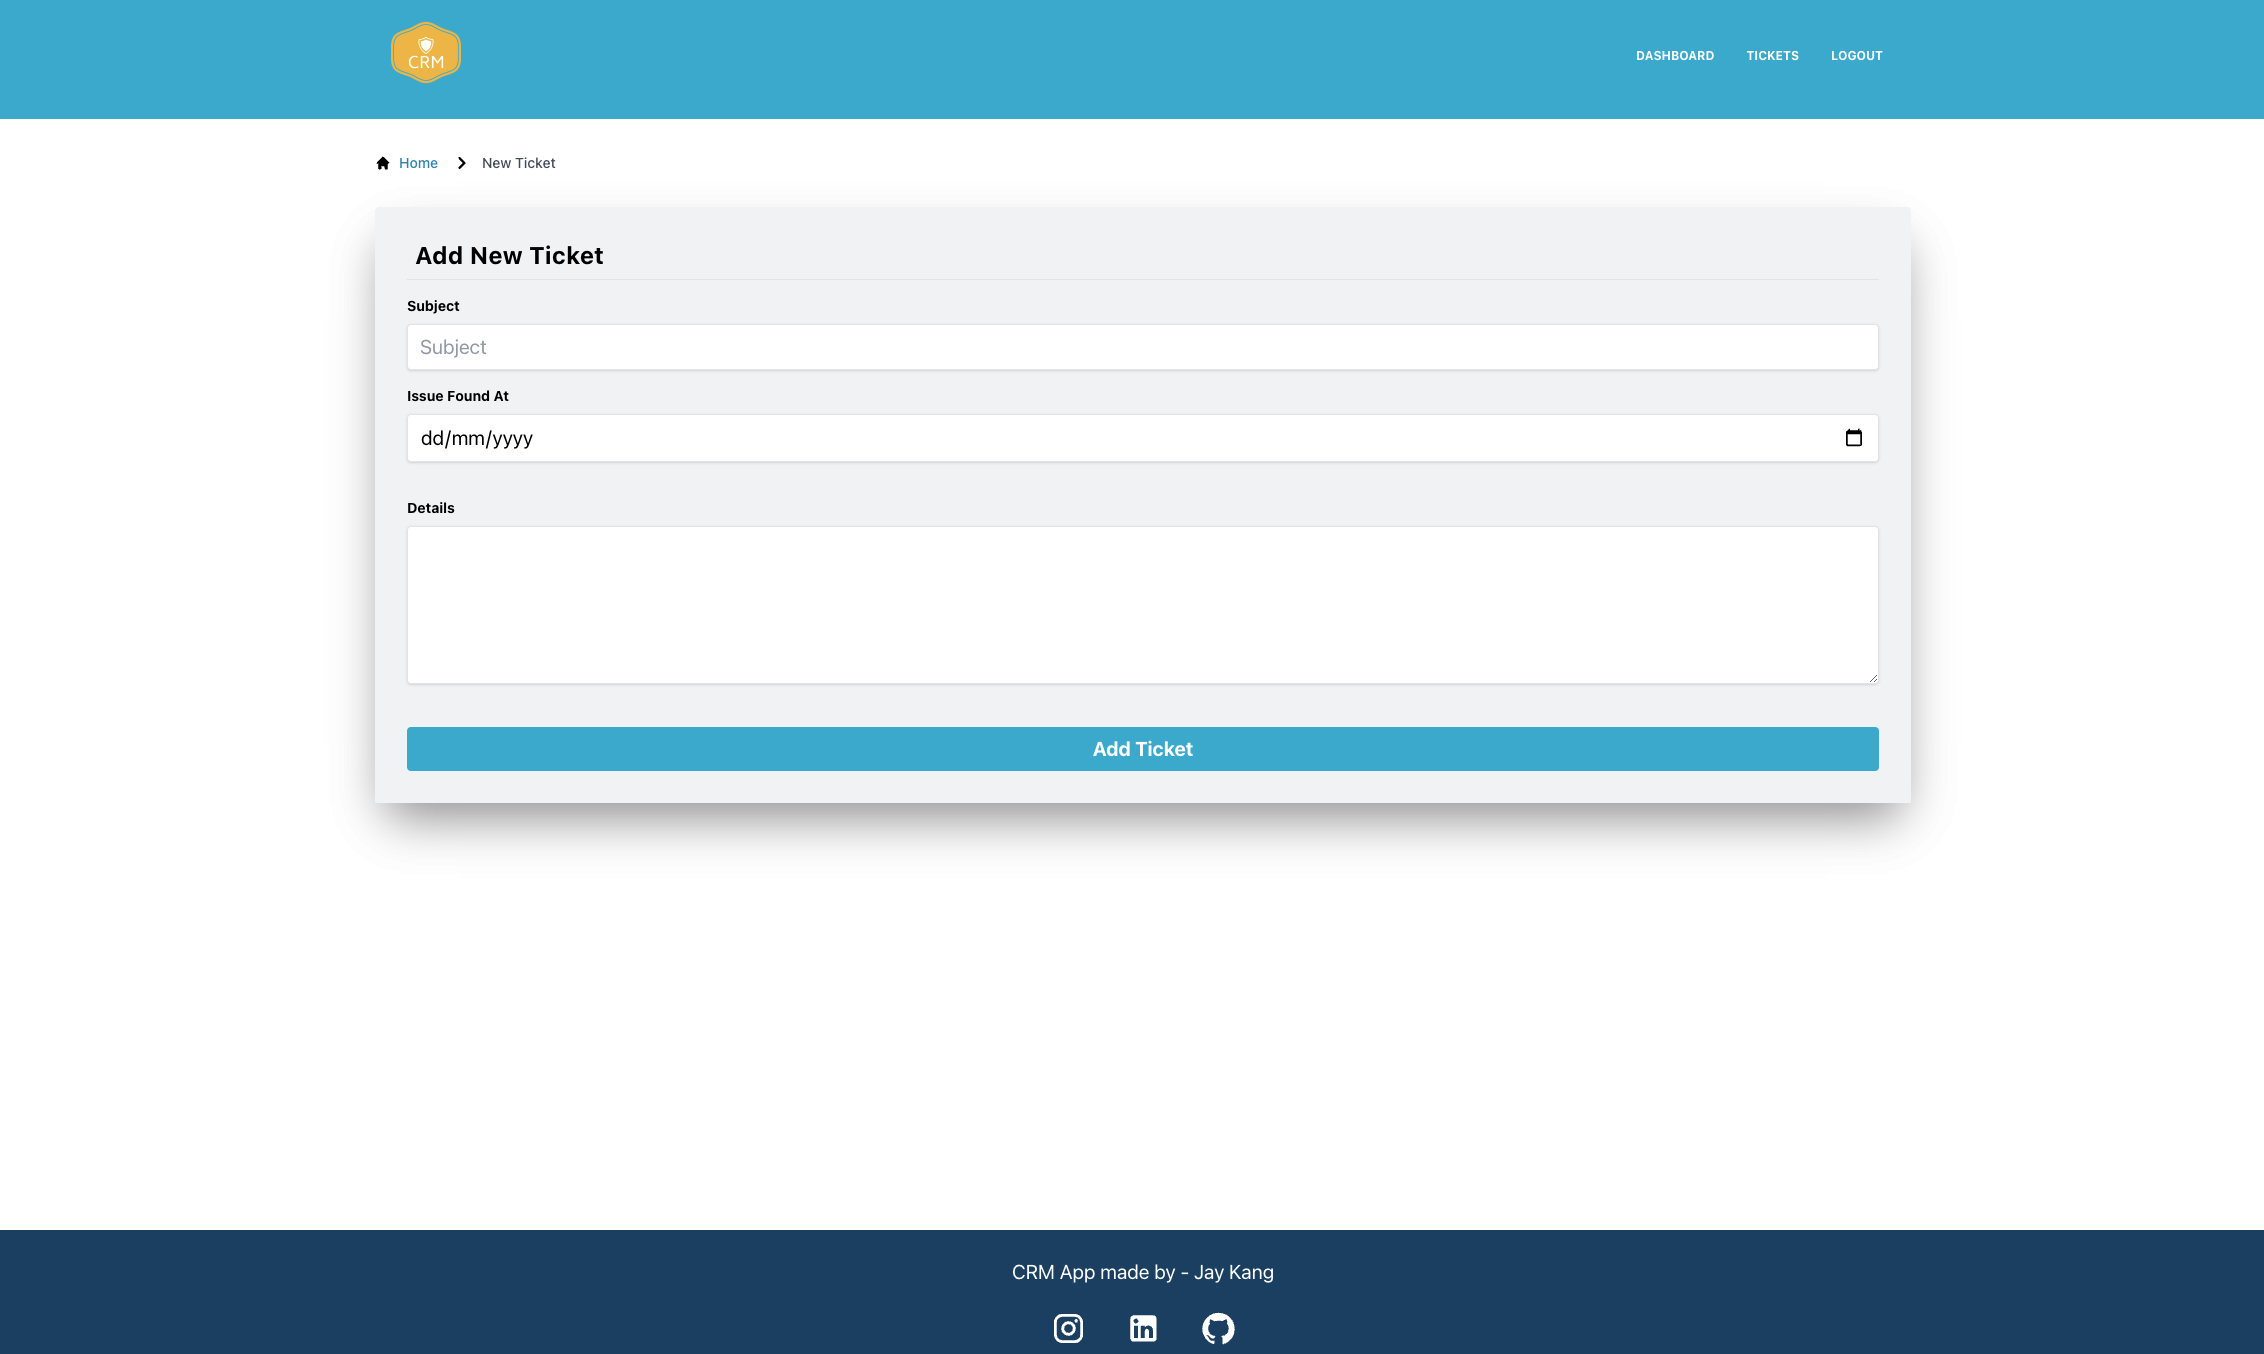 CRM
DASHBOARD TICKETS LOGOUT
Home New Ticket
Add New Ticket
Subject
Subject
Issue Found At
dd/mm/yyyy
Details
Add Ticket
CRM App made by - Jay Kang